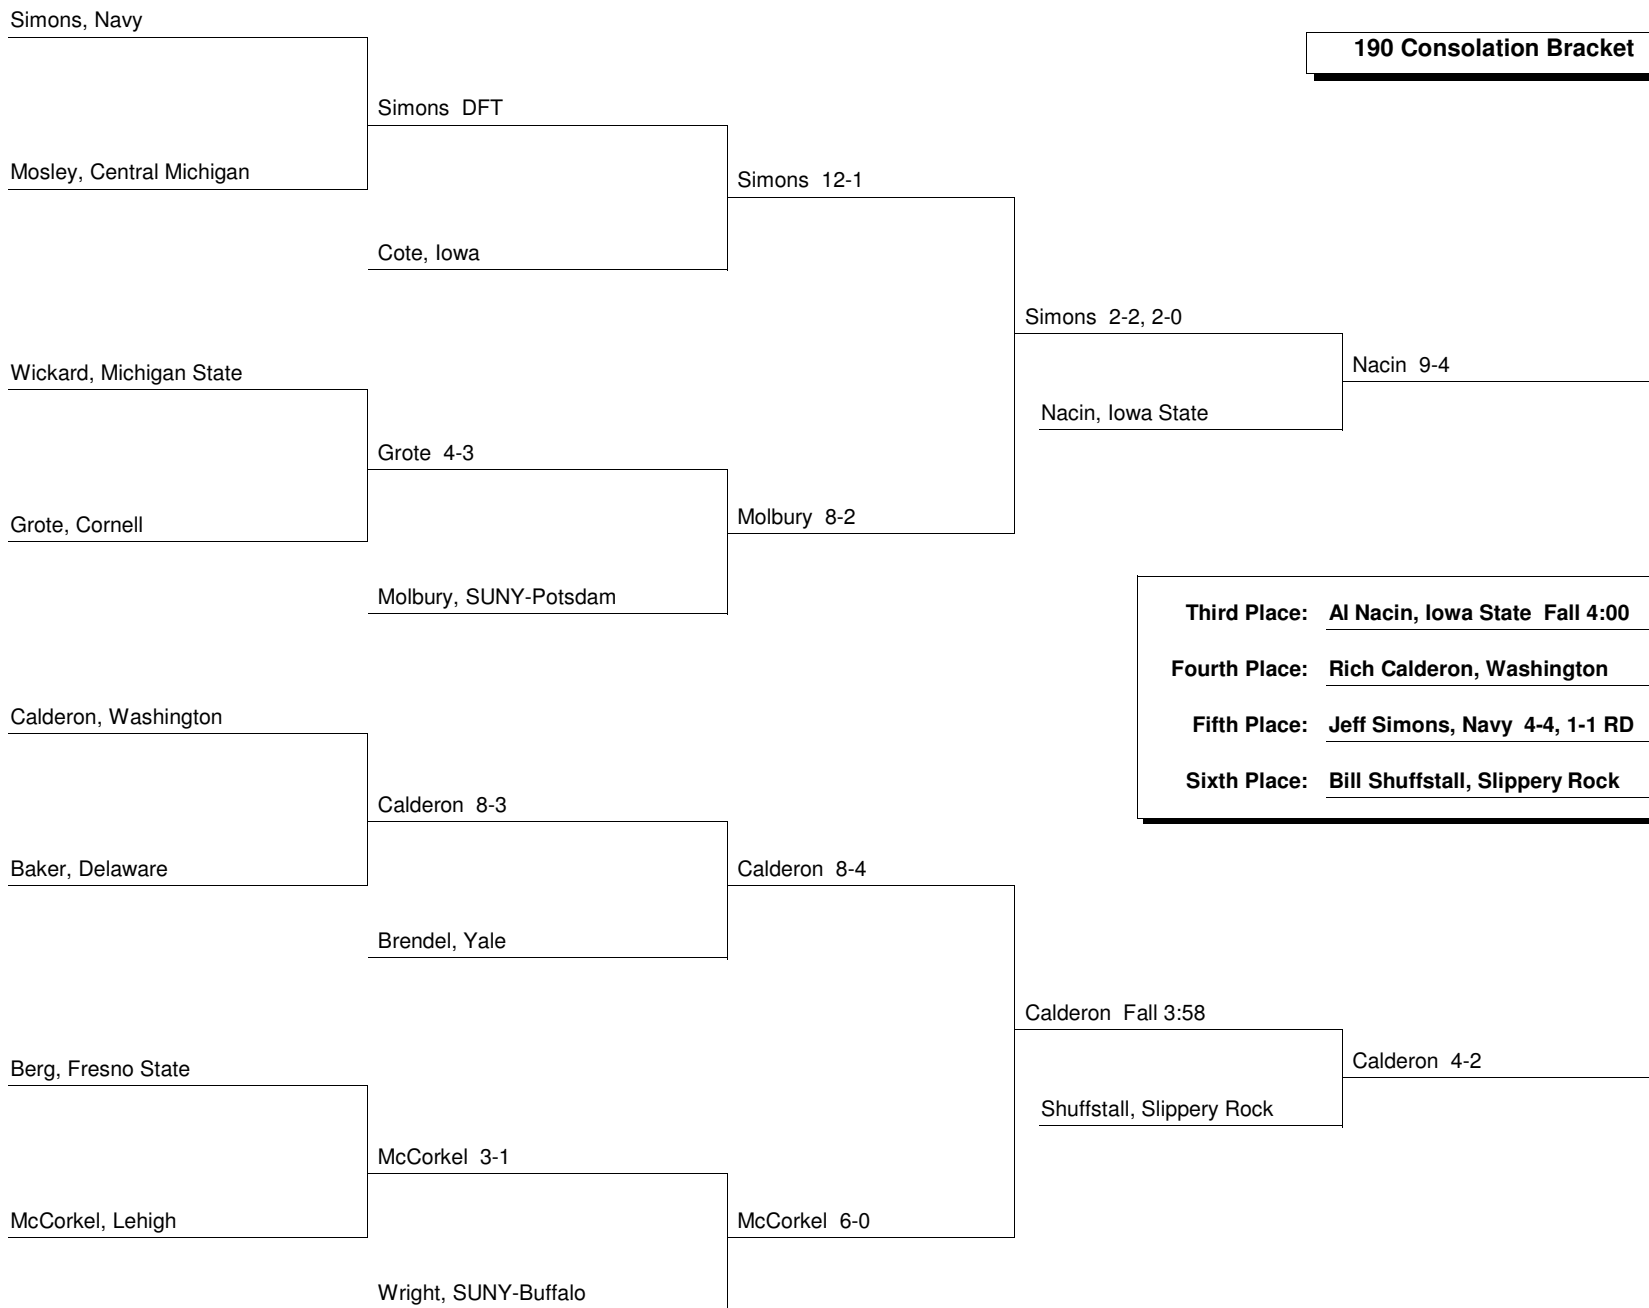 Simons, Navy
190 Consolation Bracket
Simons  DFT
Mosley, Central Michigan
Simons  12-1
Cote, Iowa
Simons  2-2, 2-0
Wickard, Michigan State
Nacin  9-4
Nacin, Iowa State
Grote  4-3
Grote, Cornell
Molbury  8-2
Molbury, SUNY-Potsdam
Third Place: Al Nacin, Iowa State  Fall 4:00
Fourth Place: Rich Calderon, Washington
Fifth Place: Jeff Simons, Navy  4-4, 1-1 RD
Sixth Place: Bill Shuffstall, Slippery Rock
Calderon, Washington
Calderon  8-3
Baker, Delaware
Calderon  8-4
Brendel, Yale
Calderon  Fall 3:58
Berg, Fresno State
Calderon  4-2
Shuffstall, Slippery Rock
McCorkel  3-1
McCorkel, Lehigh
McCorkel  6-0
Wright, SUNY-Buffalo